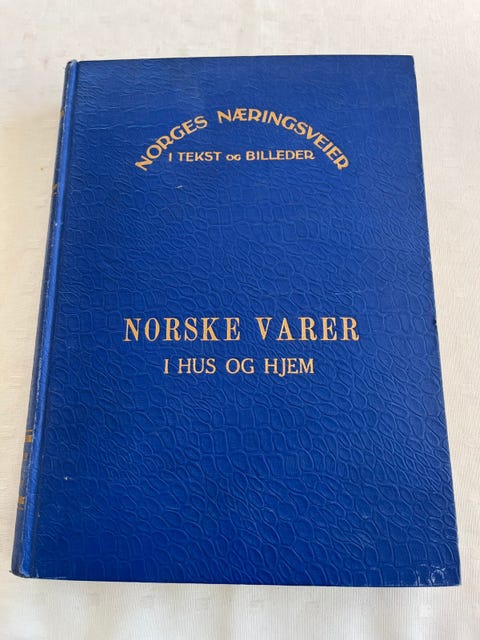 NORGES NÆRINGSVEIER
I TEKST OG BILLEDER
NORSKE VARER
I HUS OG HJEM